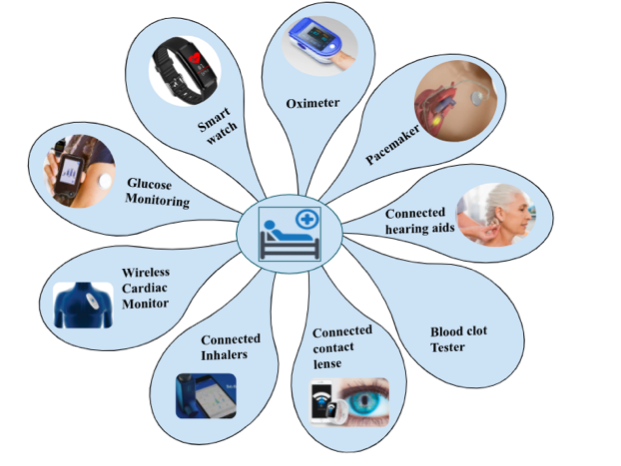 Oximeter
Smart
watch
Pacemaker
Glucose
Monitoring
Connected
hearing aids
Wireless
Cardiac
Monitor
Connected
Inhalers
Connected
contact
lense
Blood clot
Tester